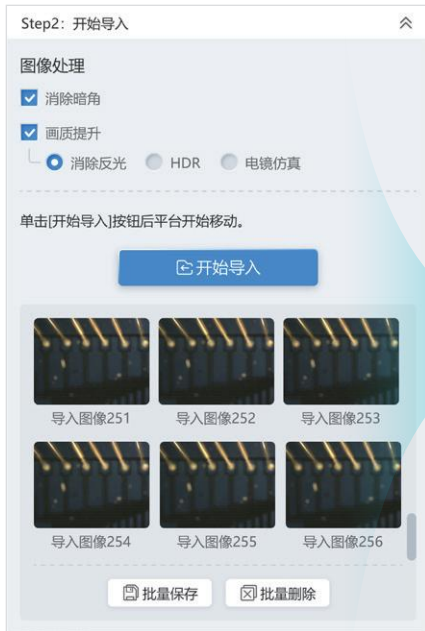 Step2：开始导入
图像处理
消除暗角
画质提升
消除反光 HDR 电镜仿真
单击[开始导入]按钮后平台开始移动。
开始导入
导入图像251 导入图像252 导入图像253
导入图像254 导入图像255 导入图像256
批量保存 批量删除